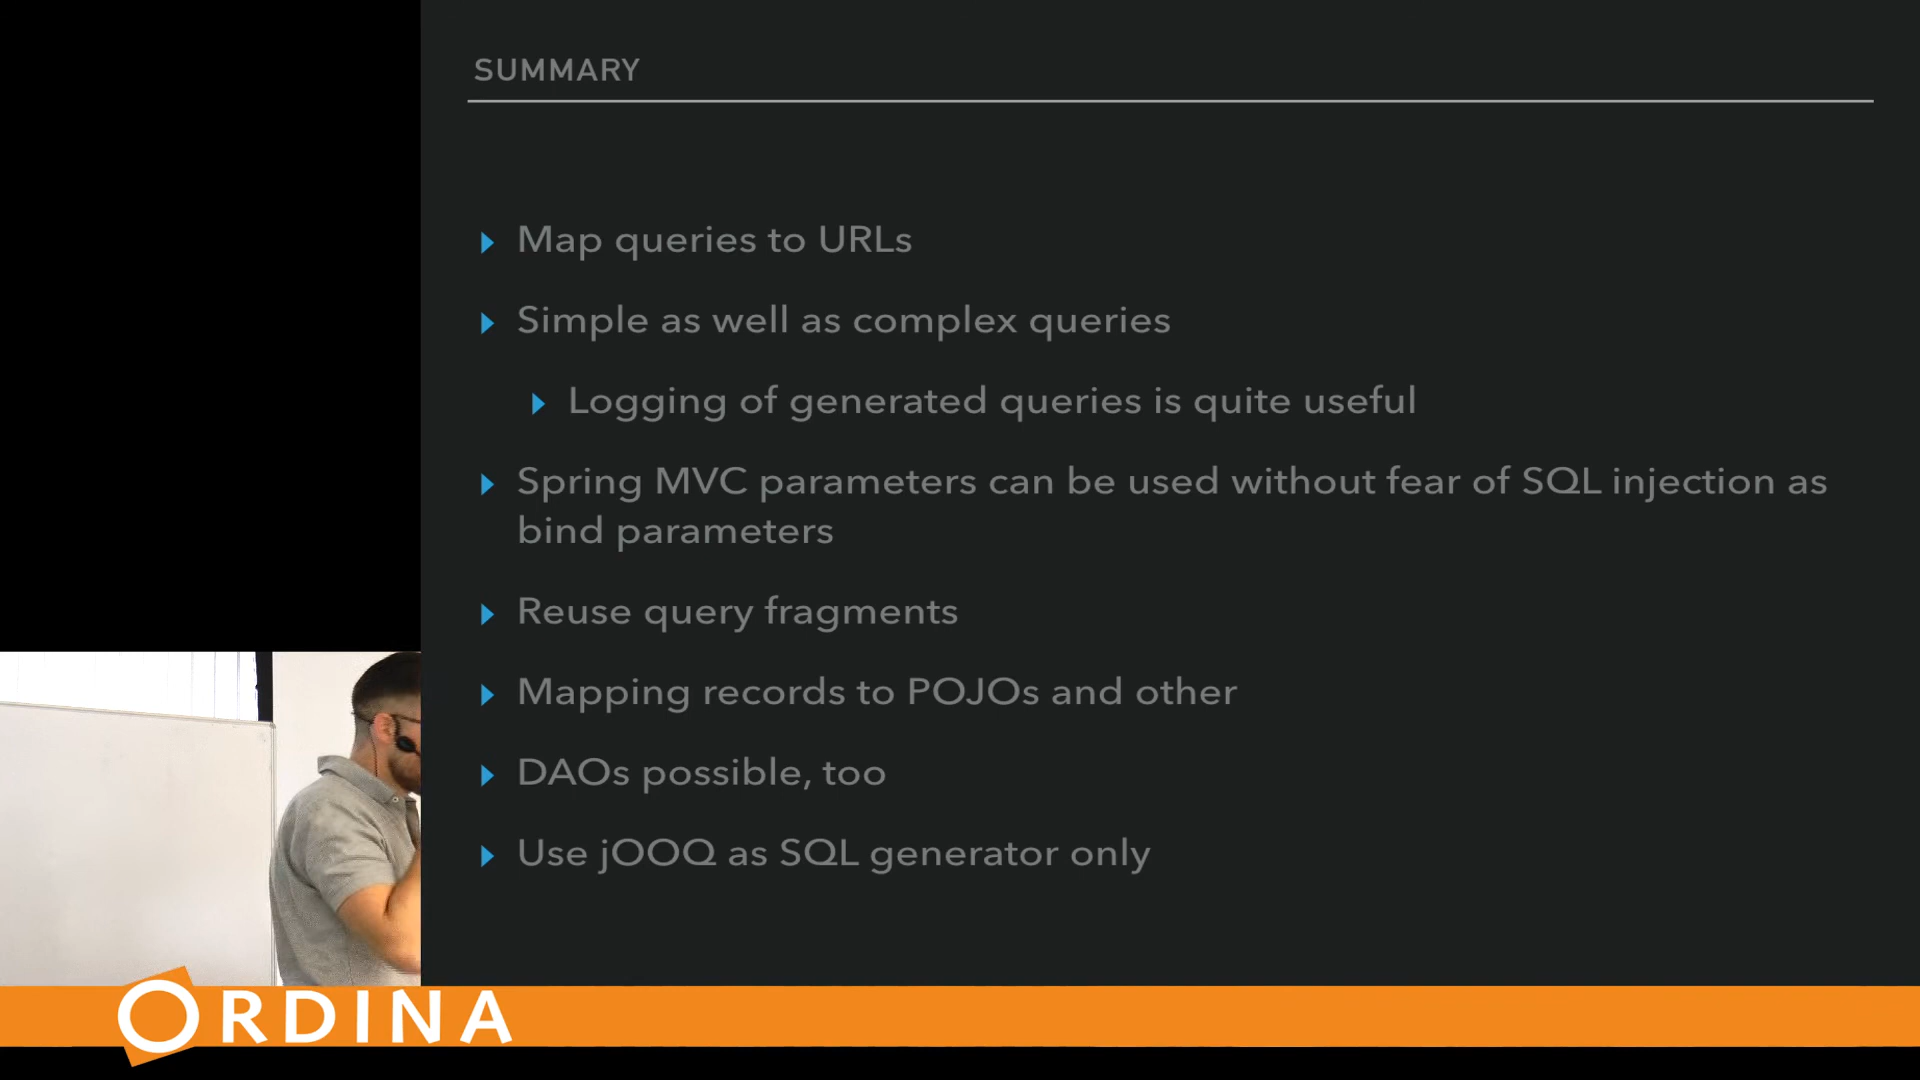 SUMMARY
Map queries to URLs
Simple as well as complex queries
Logging of generated queries is quite useful
Spring MVC parameters can be used without fear of SQL injection as
bind parameters
Reuse query fragments
Mapping records to POJOs and other
DAOs possible, too
Use jOOQ as SQL generator only
ORDINA